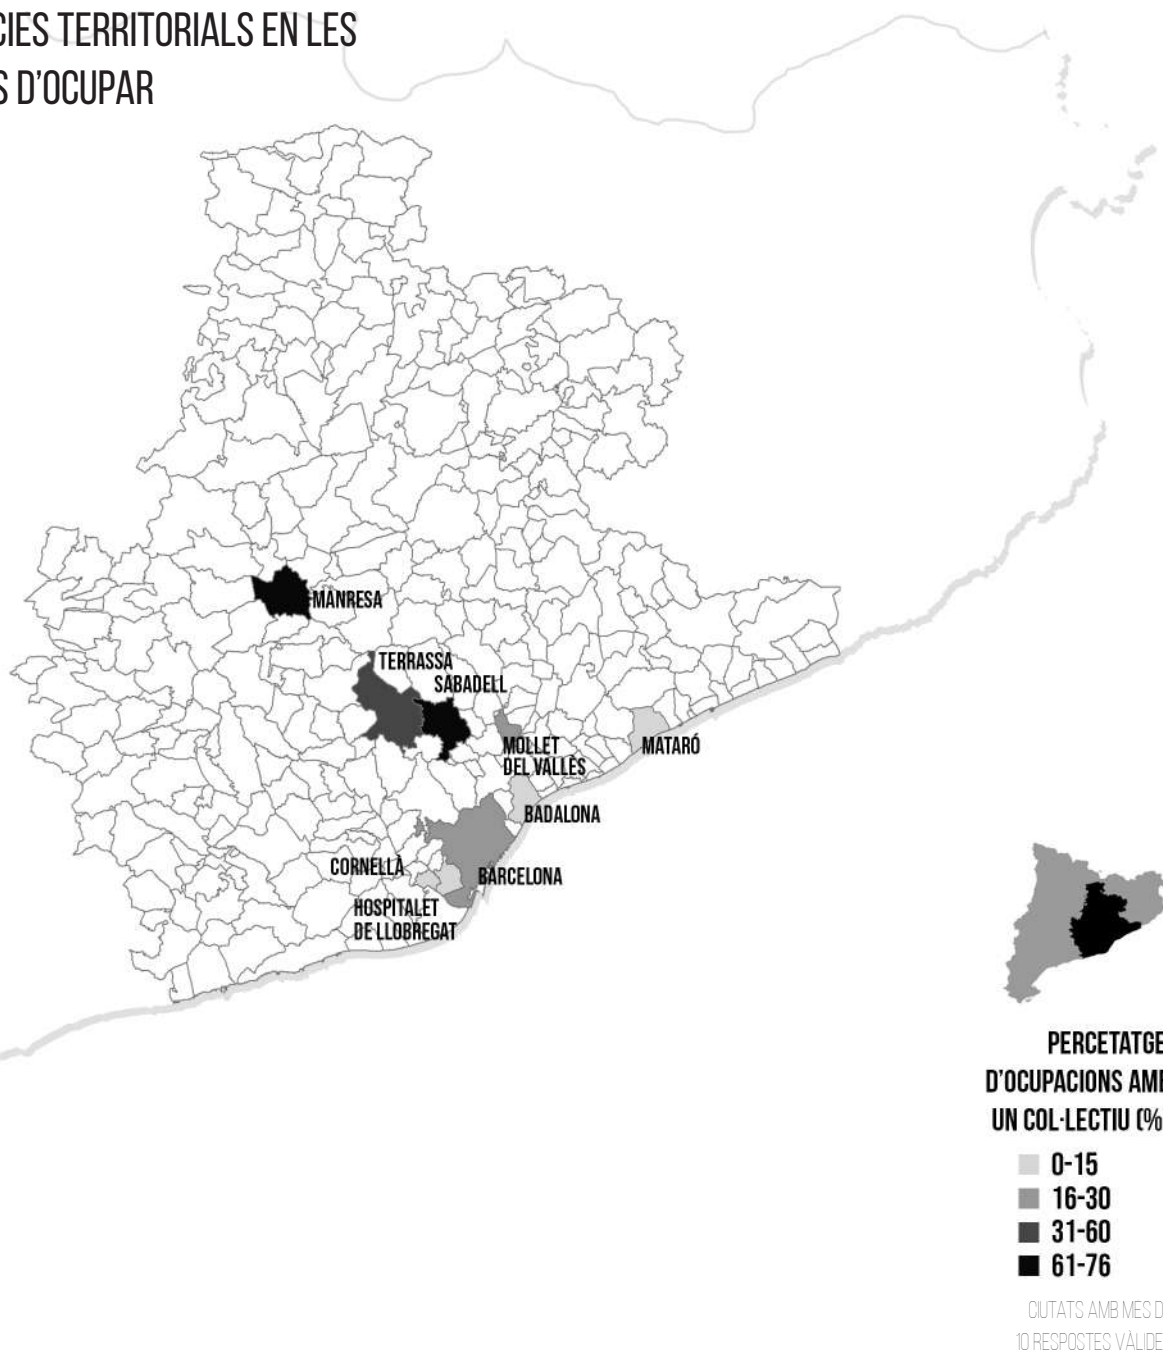 CIES TERRITORIALS EN LES
S D'OCUPAR
MANRESA
TERRASSA
SABADELL
MOLLET
DEL VALLÈS
MATARÓ
BADALONA
CORNELLÀ
BARCELONA
HOSPITALET
DE LLOBREGAT
PERCETATGE
D'OCUPACIONS AMB
UN COL·LECTIU (%
0-15
16-30
31-60
61-76
CIUTATS AMB MES D
10 RESPOSTES VÀLIDE